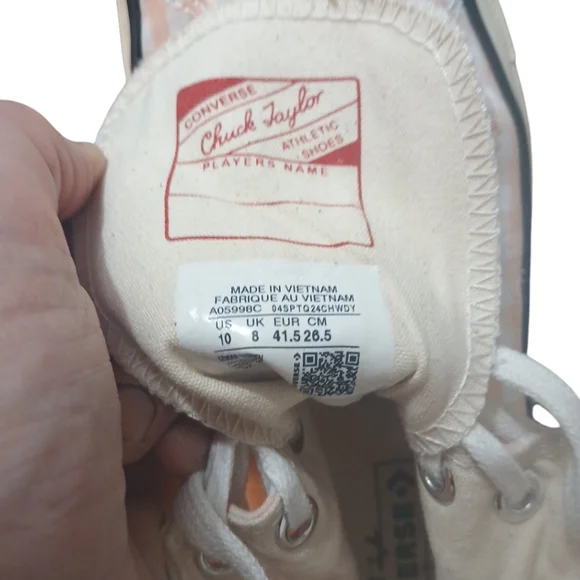 CONVERSE
Chuck Taylor
ATHLETIC
SHOES
PLAYERS NAME
MADE IN VIETNAM
FABRIQUE AU VIETNAM
A05998C 04SPTQ24CHWDY
US UK EUR CM
10 8 41.5 26.5